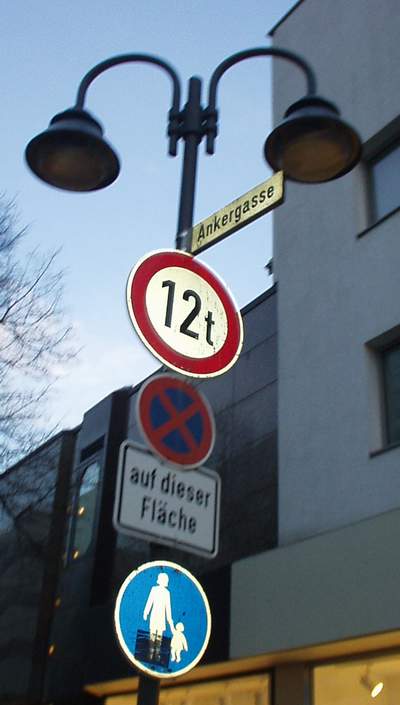 Ankergasse
12t
auf dieser
Fläche